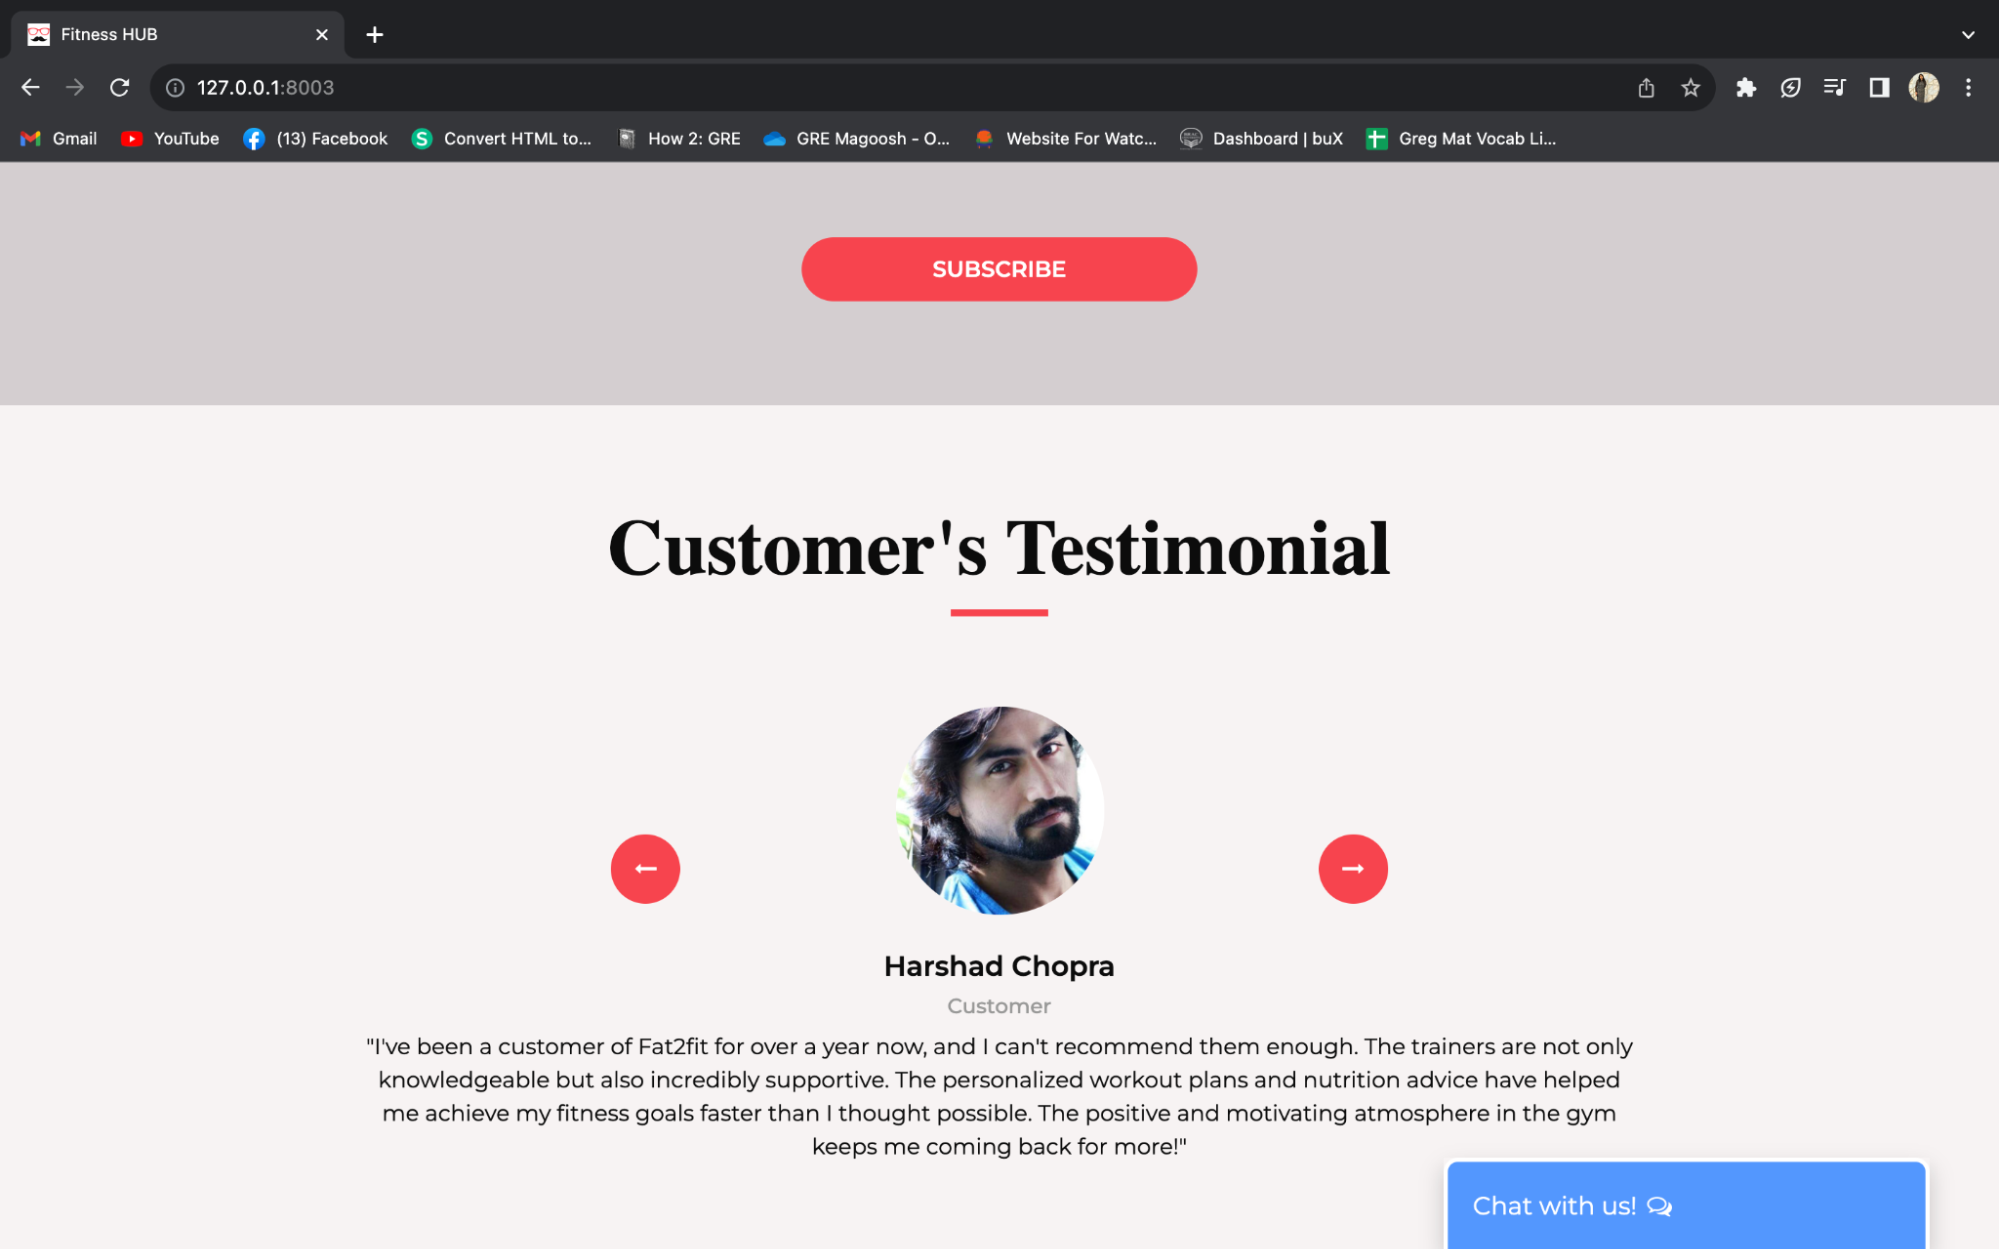 Fitness HUB
127.0.0.1:8003
Gmail YouTube (13) Facebook Convert HTML to... How 2: GRE GRE Magoosh - O... Website For Watc... Dashboard | buX Greg Mat Vocab Li...
SUBSCRIBE
Customer's Testimonial
Harshad Chopra
Customer
"I've been a customer of Fat2fit for over a year now, and I can't recommend them enough. The trainers are not only
knowledgeable but also incredibly supportive. The personalized workout plans and nutrition advice have helped
me achieve my fitness goals faster than I thought possible. The positive and motivating atmosphere in the gym
keeps me coming back for more!"
Chat with us!